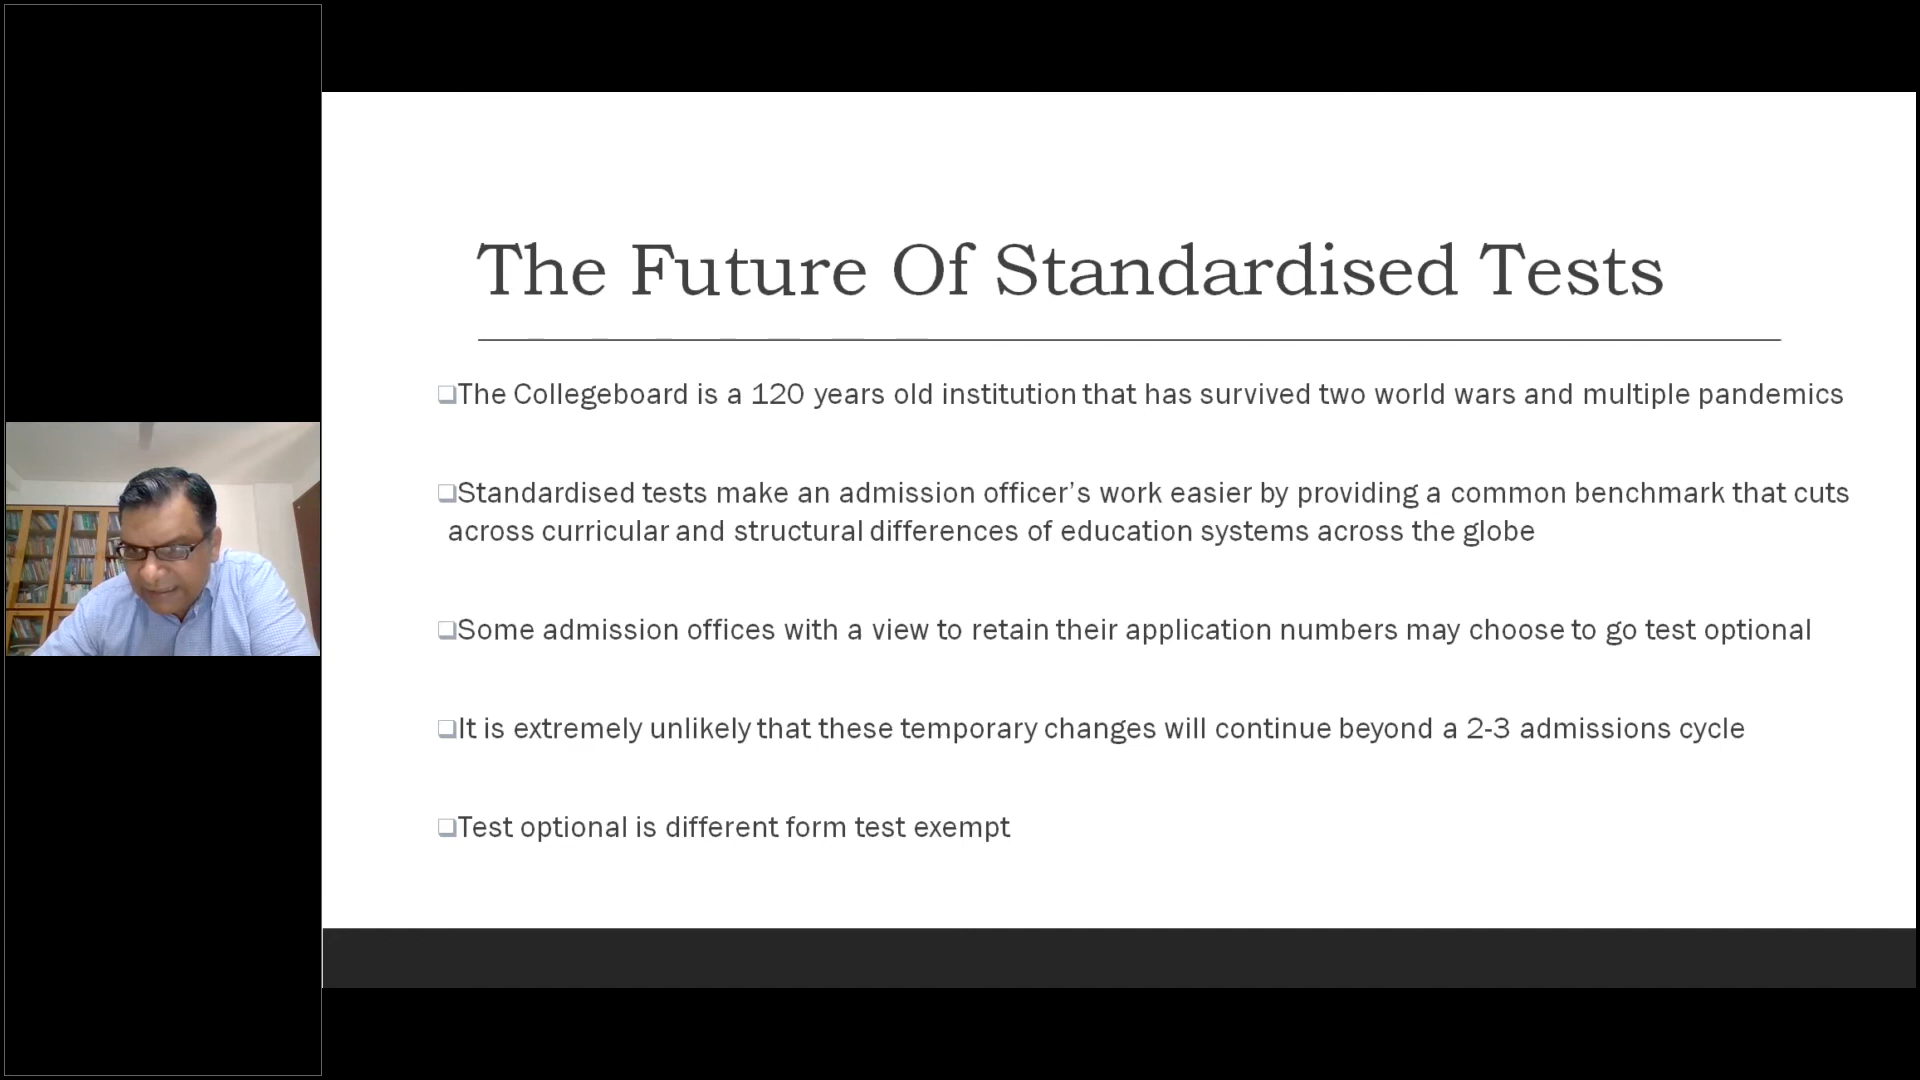 The Future Of Standardised Tests
❑The Collegeboard is a 120 years old institution that has survived two world wars and multiple pandemics
❑Standardised tests make an admission officer’s work easier by providing a common benchmark that cuts
across curricular and structural differences of education systems across the globe
❑Some admission offices with a view to retain their application numbers may choose to go test optional
❑It is extremely unlikely that these temporary changes will continue beyond a 2-3 admissions cycle
❑Test optional is different form test exempt